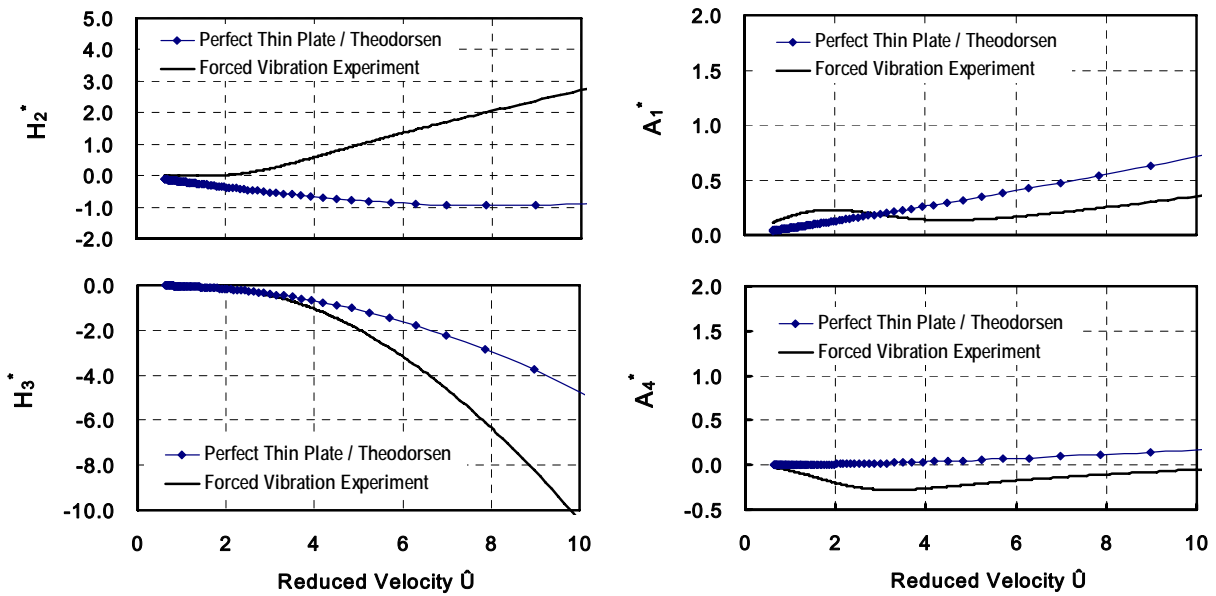 5.0
4.0
3.0
2.0
1.0
0.0
-1.0
-2.0
H2*
Perfect Thin Plate / Theodorsen
Forced Vibration Experiment
2.0
1.5
1.0
0.5
0.0
A1*
Perfect Thin Plate / Theodorsen
Forced Vibration Experiment
0.0
-2.0
-4.0
-6.0
-8.0
-10.0
H3*
Perfect Thin Plate / Theodorsen
Forced Vibration Experiment
0 2 4 6 8 10
Reduced Velocity Û
2.0
1.5
1.0
0.5
0.0
-0.5
A4*
Perfect Thin Plate / Theodorsen
Forced Vibration Experiment
0 2 4 6 8 10
Reduced Velocity Û